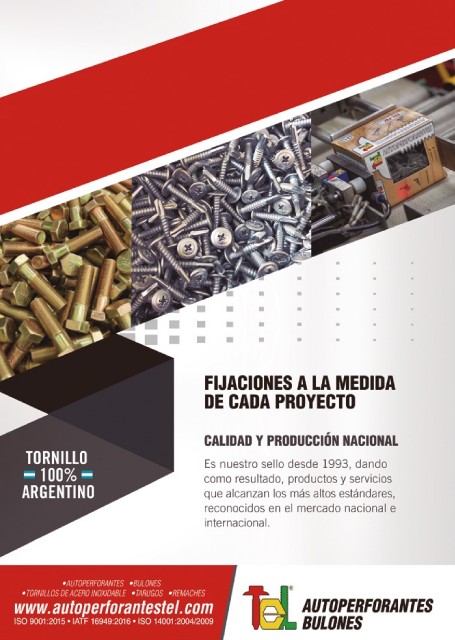 FIJACIONES A LA MEDIDA
DE CADA PROYECTO
CALIDAD Y PRODUCCIÓN NACIONAL
Es nuestro sello desde 1993, dando
como resultado, productos y servicios
que alcanzan los más altos estándares,
reconocidos en el mercado nacional e
internacional.
TORNILLO
100%
ARGENTINO
•AUTOPERFORANTES •BULONES
•TORNILLOS DE ACERO INOXIDABLE •TARUGOS •REMACHES
www.autoperforantestel.com
ISO 9001:2015 • IATF 16949:2016 • ISO 14001:2004/2009
TEL®
AUTOPERFORANTES
BULONES